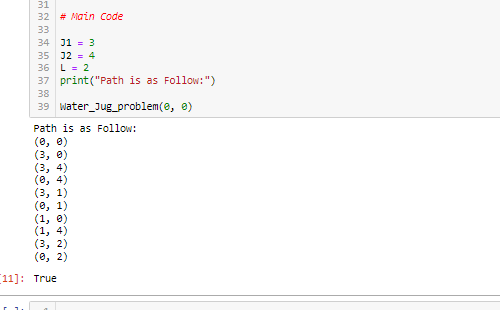 31
32 # Main Code
33
34 J1 = 3
35 J2 = 4
36 L = 2
37 print("Path is as Follow:")
38
39 Water_Jug_problem(0, 0)
Path is as Follow:
(0, 0)
(3, 0)
(3, 4)
(0, 4)
(3, 1)
(0, 1)
(1, 0)
(1, 4)
(3, 2)
(0, 2)
[11]: True